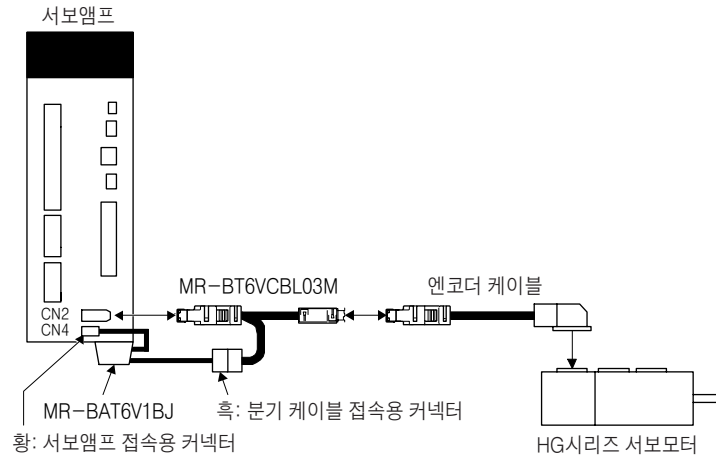 서보앰프
MR-BT6VCBL03M
엔코더 케이블
CN2
CN4
MR-BAT6V1BJ
흑: 분기 케이블 접속용 커넥터
황: 서보앰프 접속용 커넥터
HG시리즈 서보모터